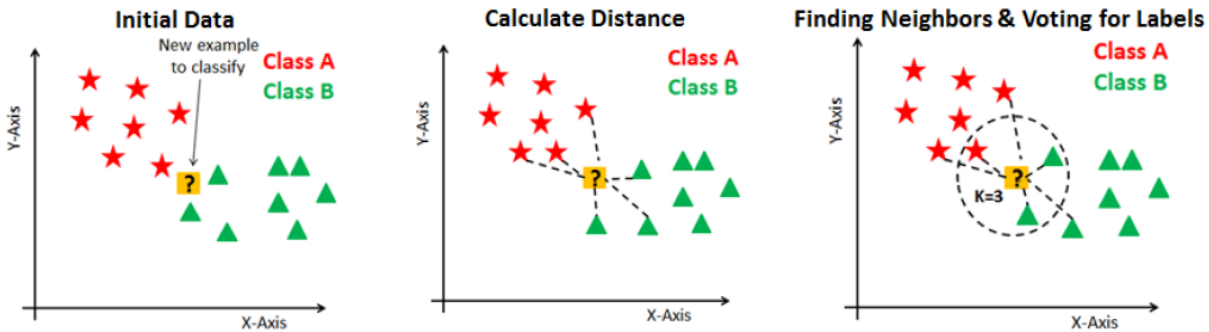 Initial Data
New example
to classify
Class A
Class B
?
Y-Axis
X-Axis
Calculate Distance
Class A
Class B
?
Y-Axis
X-Axis
Finding Neighbors & Voting for Labels
Class A
Class B
?
K=3
Y-Axis
X-Axis